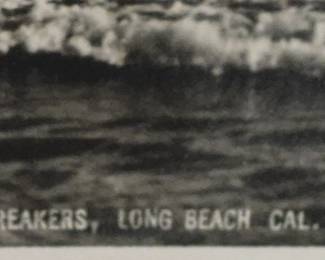 REAKERS, LONG BEACH CAL.